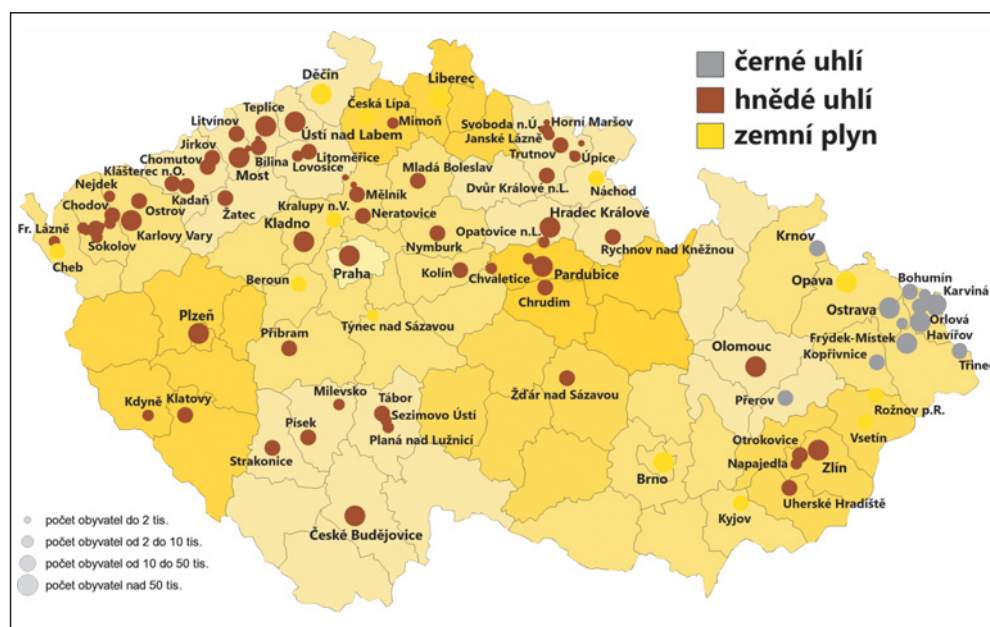 černé uhlí
hnědé uhlí
zemní plyn
Děčín
Liberec
Teplice
Česká Lípa
Litvínov
Mimoň
Svoboda n.Ú.
Horní Maršov
Ústí nad Labem
Janské Lázně
Jirkov
Bílina
Litoměřice
Trutnov
Úpice
Chomutov
Most
Lovosice
Mladá Boleslav
Klášterec n.O.
Dvůr Králové n.L.
Náchod
Nejdek
Kadaň
Mělník
Chodov
Ostrov
Žatec
Kralupy n.V.
Neratovice
Hradec Králové
Fr. Lázně
Karlovy Vary
Kladno
Opatovice n.L.
Krnov
Sokolov
Nymburk
Rychnov nad Kněžnou
Cheb
Praha
Kolín
Chvaletice
Pardubice
Bohumín
Beroun
Opava
Karviná
Chrudim
Ostrava
Plzeň
Týnec nad Sázavou
Orlová
Příbram
Frýdek-Místek
Havířov
Olomouc
Kopřivnice
Třinec
Milevsko
Tábor
Žďár nad Sázavou
Kdyně
Klatovy
Sezimovo Ústí
Přerov
Rožnov p.R.
Písek
Planá nad Lužnicí
Otrokovice
Vsetín
Strakonice
Brno
Napajedla
Zlín
Uherské Hradiště
Kyjov
České Budějovice
počet obyvatel do 2 tis.
počet obyvatel od 2 do 10 tis.
počet obyvatel od 10 do 50 tis.
počet obyvatel nad 50 tis.